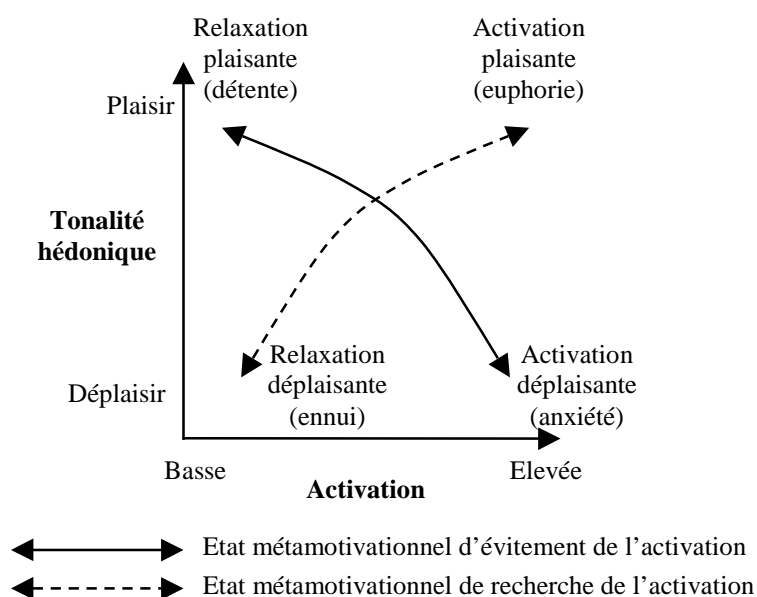 Relaxation
plaisante
(détente)
Activation
plaisante
(euphorie)
Plaisir
Tonalité
hédonique
Déplaisir
Relaxation
déplaisante
(ennui)
Activation
déplaisante
(anxiété)
Basse
Activation
Elevée
Etat métamotivationnel d'évitement de l'activation
Etat métamotivationnel de recherche de l'activation